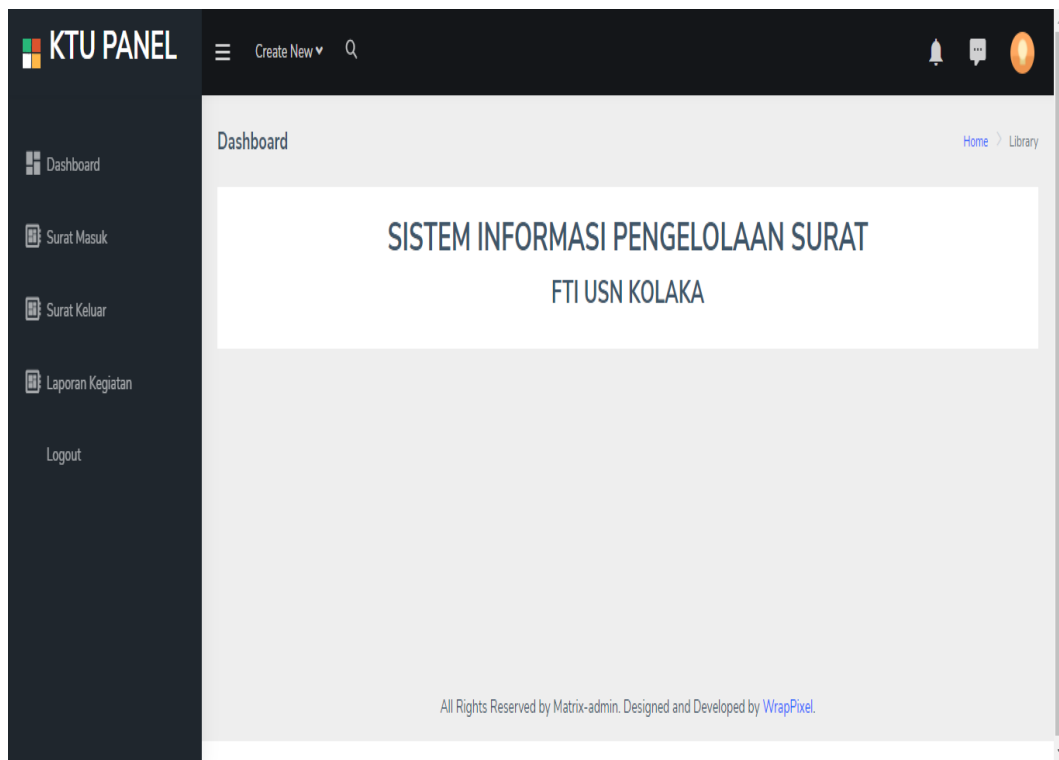 KTU PANEL
Create New
Dashboard
Surat Masuk
Surat Keluar
Laporan Kegiatan
Logout
Dashboard
Home > Library
SISTEM INFORMASI PENGELOLAAN SURAT
FTI USN KOLAKA
All Rights Reserved by Matrix-admin. Designed and Developed by WrapPixel.